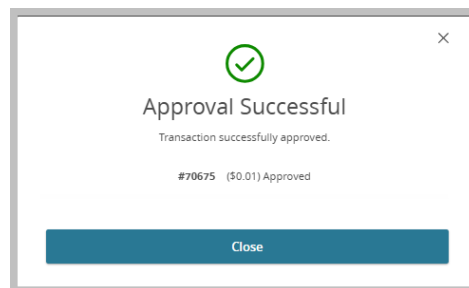 Approval Successful
Transaction successfully approved.
#70675 ($0.01) Approved
Close